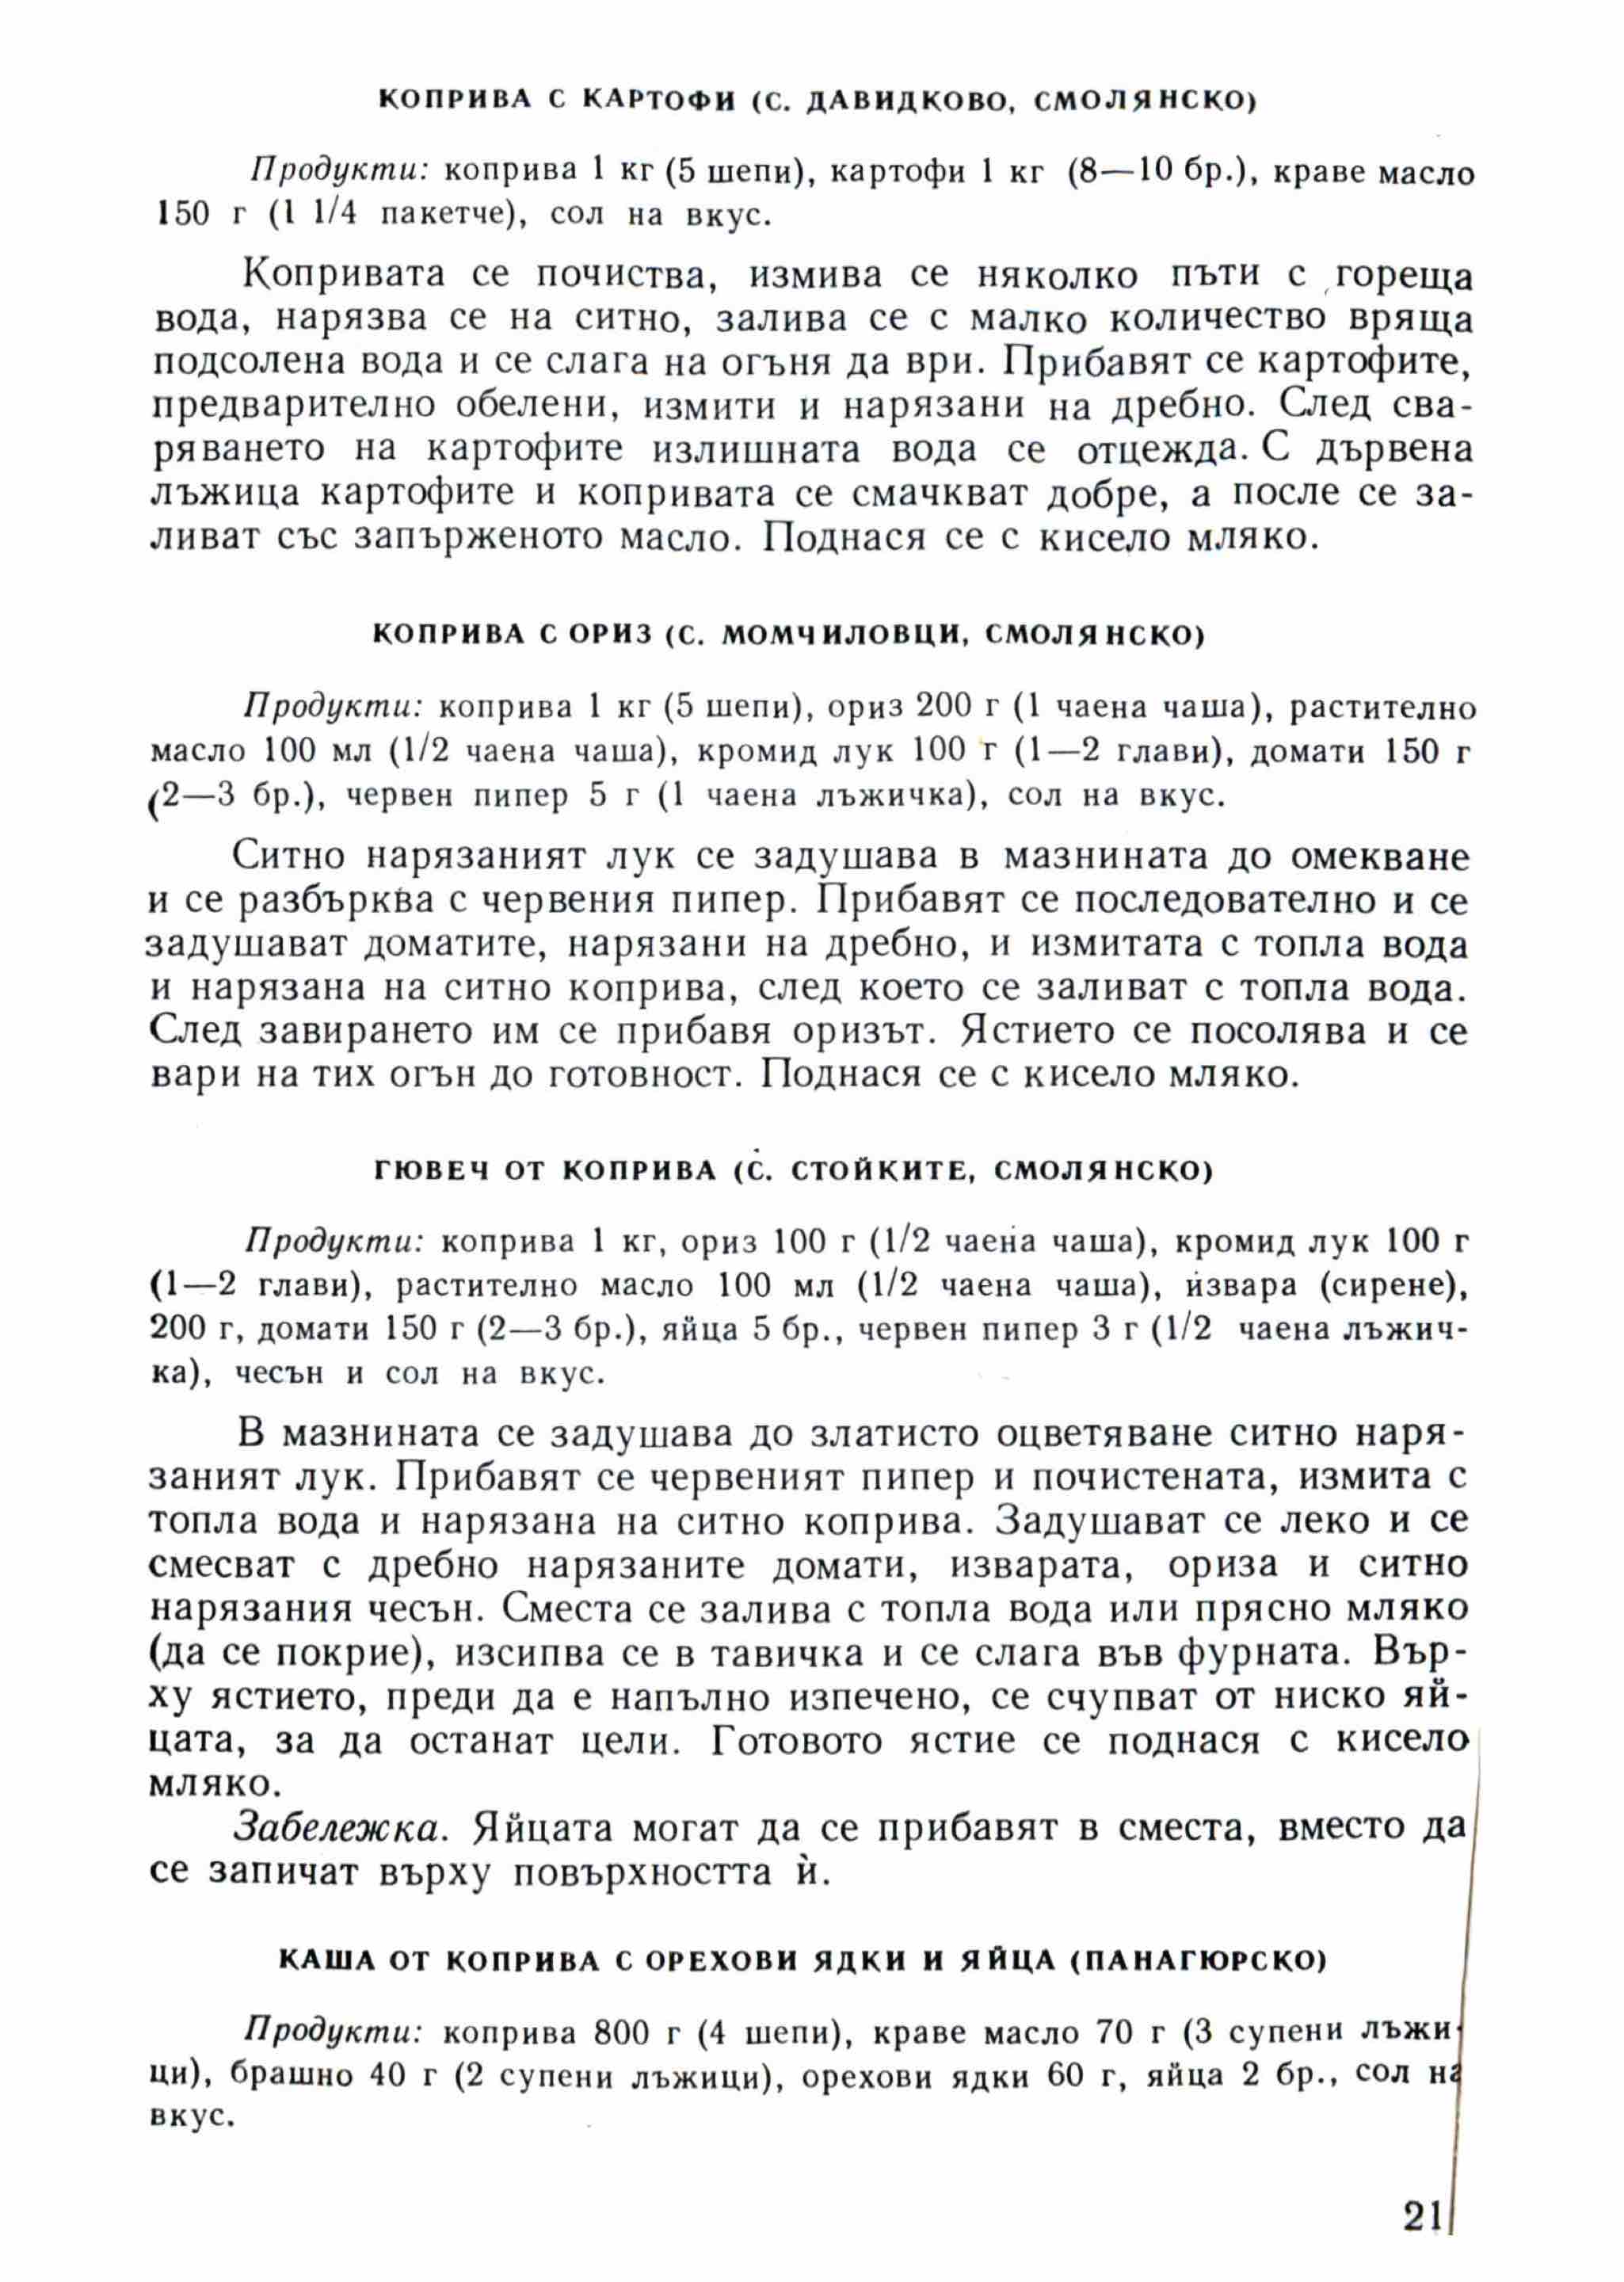 КОПРИВА С КАРТОФИ (С. ДАВИДКОВО, СМОЛЯНСКО)
Продукти: коприва 1 кг (5 шепи), картофи 1 кг (8—10 бр.), краве масло
150 г (1 1/4 пакетче), сол на вкус.
Копривата се почиства, измива се няколко пъти с гореща
вода, нарязва се на ситно, залива се с малко количество вряща
подсолена вода и се слага на огъня да ври. Прибавят се картофите,
предварително обелени, измити и нарязани на дребно. След сва-
ряването на картофите излишната вода се отцежда. С дървена
лъжица картофите и копривата се смачкват добре, а после се за-
ливат със запърженото масло. Поднася се с кисело мляко.
КОПРИВА С ОРИЗ (С. МОМЧИЛОВЦИ, СМОЛЯНСКО)
Продукти: коприва 1 кг (5 шепи), ориз 200 г (1 чаена чаша), растително
масло 100 мл (1/2 чаена чаша), кромид лук 100 г (1—2 глави), домати 150 г
(2—3 бр.), червен пипер 5 г (1 чаена лъжичка), сол на вкус.
Ситно нарязаният лук се задушава в мазнината до омекване
и се разбърква с червения пипер. Прибавят се последователно и се
задушават доматите, нарязани на дребно, и измитата с топла вода
и нарязана на ситно коприва, след което се заливат с топла вода.
След завирането им се прибавя оризът. Ястието се посолява и се
вари на тих огън до готовност. Поднася се с кисело мляко.
ГЮВЕЧ ОТ КОПРИВА (С. СТОЙКИТЕ, СМОЛЯНСКО)
Продукти: коприва 1 кг, ориз 100 г (1/2 чаена чаша), кромид лук 100 г
(1—2 глави), растително масло 100 мл (1/2 чаена чаша), извара (сирене),
200 г, домати 150 г (2—3 бр.), яйца 5 бр., червен пипер 3 г (1/2 чаена лъжич-
ка), чесън и сол на вкус.
В мазнината се задушава до златисто оцветяване ситно наря-
заният лук. Прибавят се червеният пипер и почистената, измита с
топла вода и нарязана на ситно коприва. Задушават се леко и се
смесват с дребно нарязаните домати, изварата, ориза и ситно
нарязания чесън. Сместа се залива с топла вода или прясно мляко
(да се покрие), изсипва се в тавичка и се слага във фурната. Вър-
ху ястието, преди да е напълно изпечено, се счупват от ниско яй-
цата, за да останат цели. Готовото ястие се поднася с кисело
мляко.
Забележка. Яйцата могат да се прибавят в сместа, вместо да
се запичат върху повърхността ѝ.
КАША ОТ КОПРИВА С ОРЕХОВИ ЯДКИ И ЯЙЦА (ПАНАГЮРСКО)
Продукти: коприва 800 г (4 шепи), краве масло 70 г (3 супени лъжи-
ци), брашно 40 г (2 супени лъжици), орехови ядки 60 г, яйца 2 бр., сол на
вкус.
21